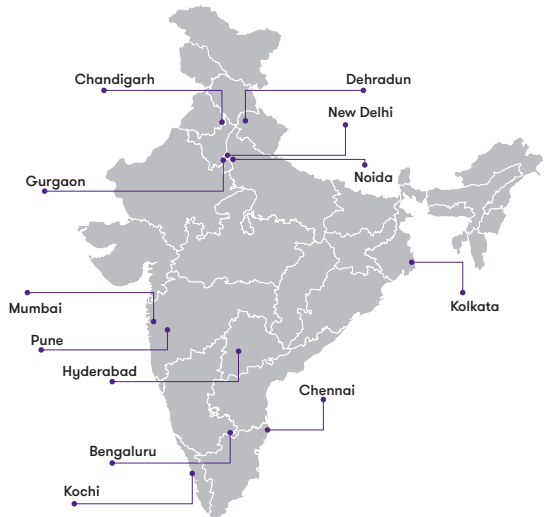 Chandigarh
Dehradun
New Delhi
Noida
Gurgaon
Kolkata
Mumbai
Pune
Hyderabad
Chennai
Bengaluru
Kochi